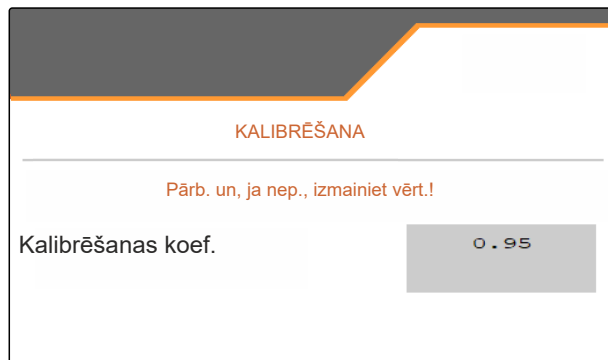 KALIBRĒŠANA
Pārb. un, ja nep., izmainiet vērt.!
Kalibrēšanas koef.
0.95